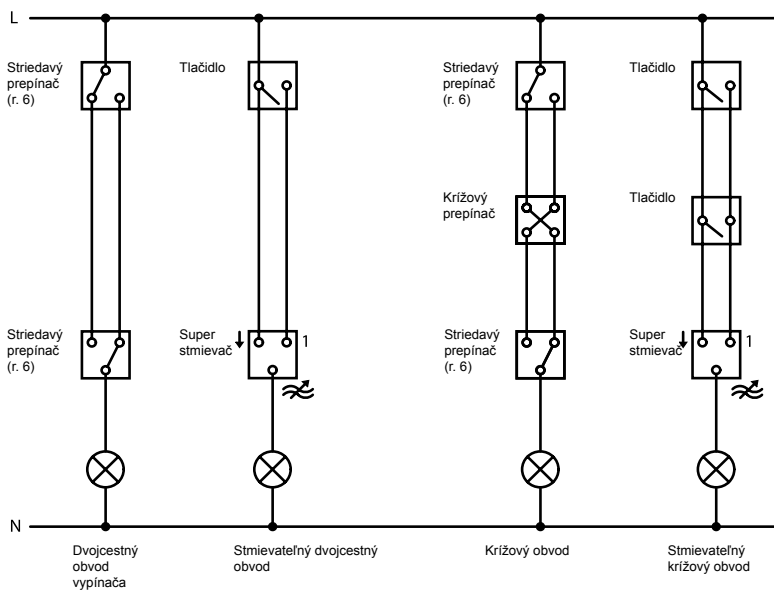 L
Striedavý
prepínač
(r. 6)
Tlačidlo
Striedavý
prepínač
(r. 6)
Tlačidlo
Krížový
prepínač
Tlačidlo
Striedavý
prepínač
(r. 6)
Super
stmievač
1
Striedavý
prepínač
(r. 6)
Super
stmievač
1
N
Dvojcestný
obvod
vypínača
Stmievateľný dvojcestný
obvod
Krížový obvod
Stmievateľný
krížový obvod